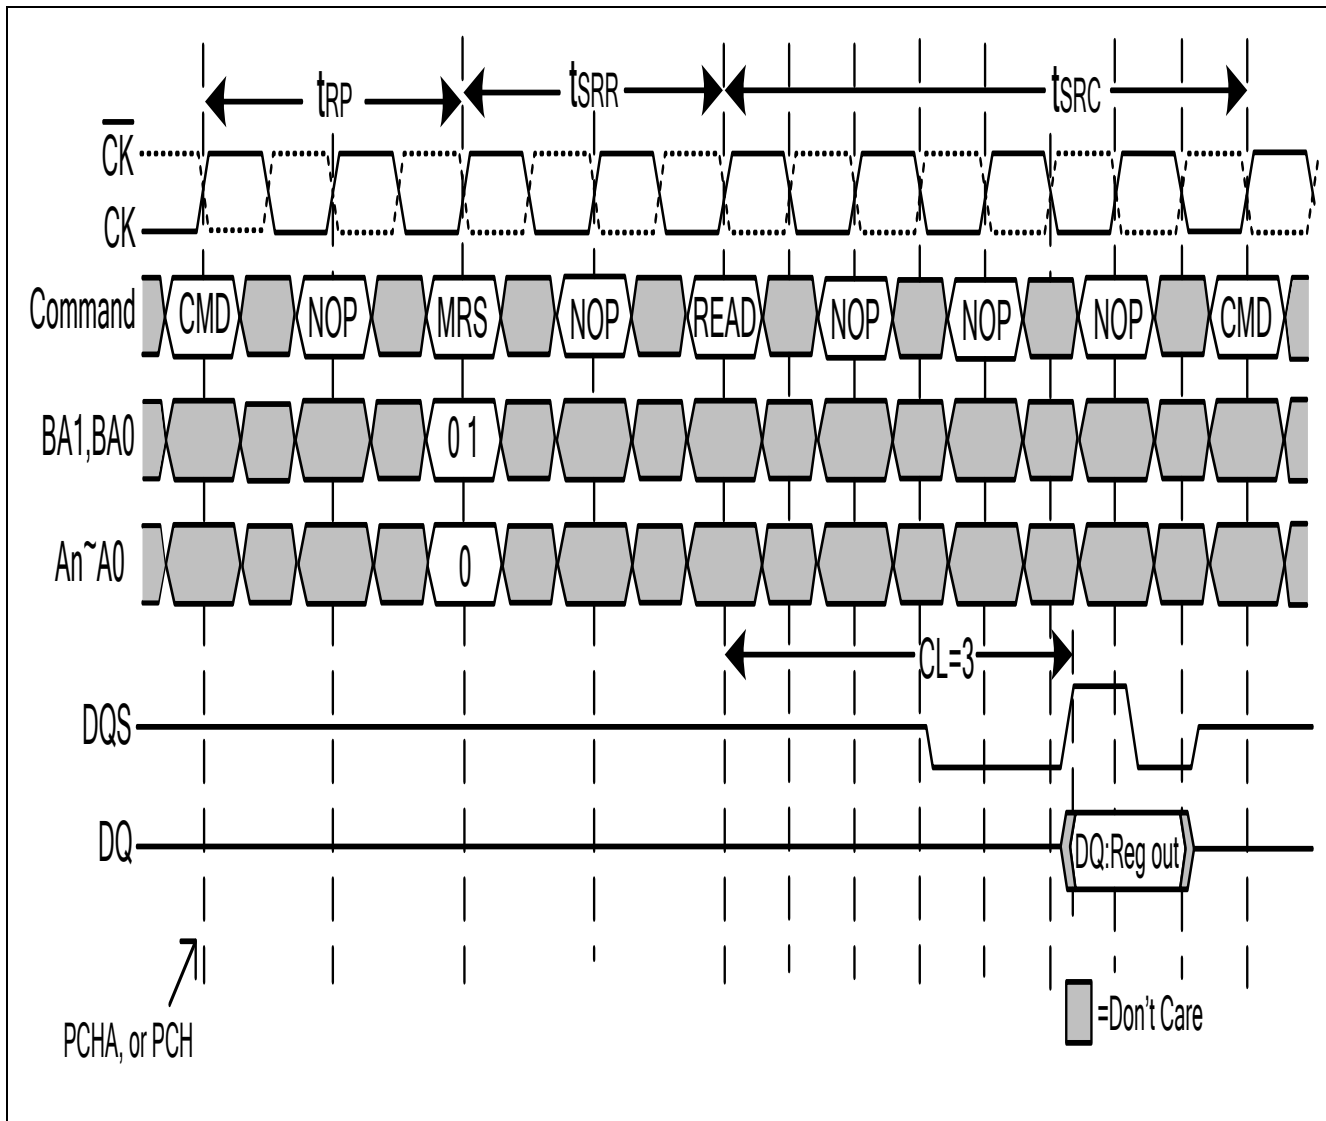 tRP tSRR tSRC
CK
CK
Command CMD NOP MRS NOP READ NOP NOP NOP CMD
BA1,BA0 0 1
An~A0 0
CL=3
DQS
DQ DQ:Reg out
PCHA, or PCH
=Don't Care